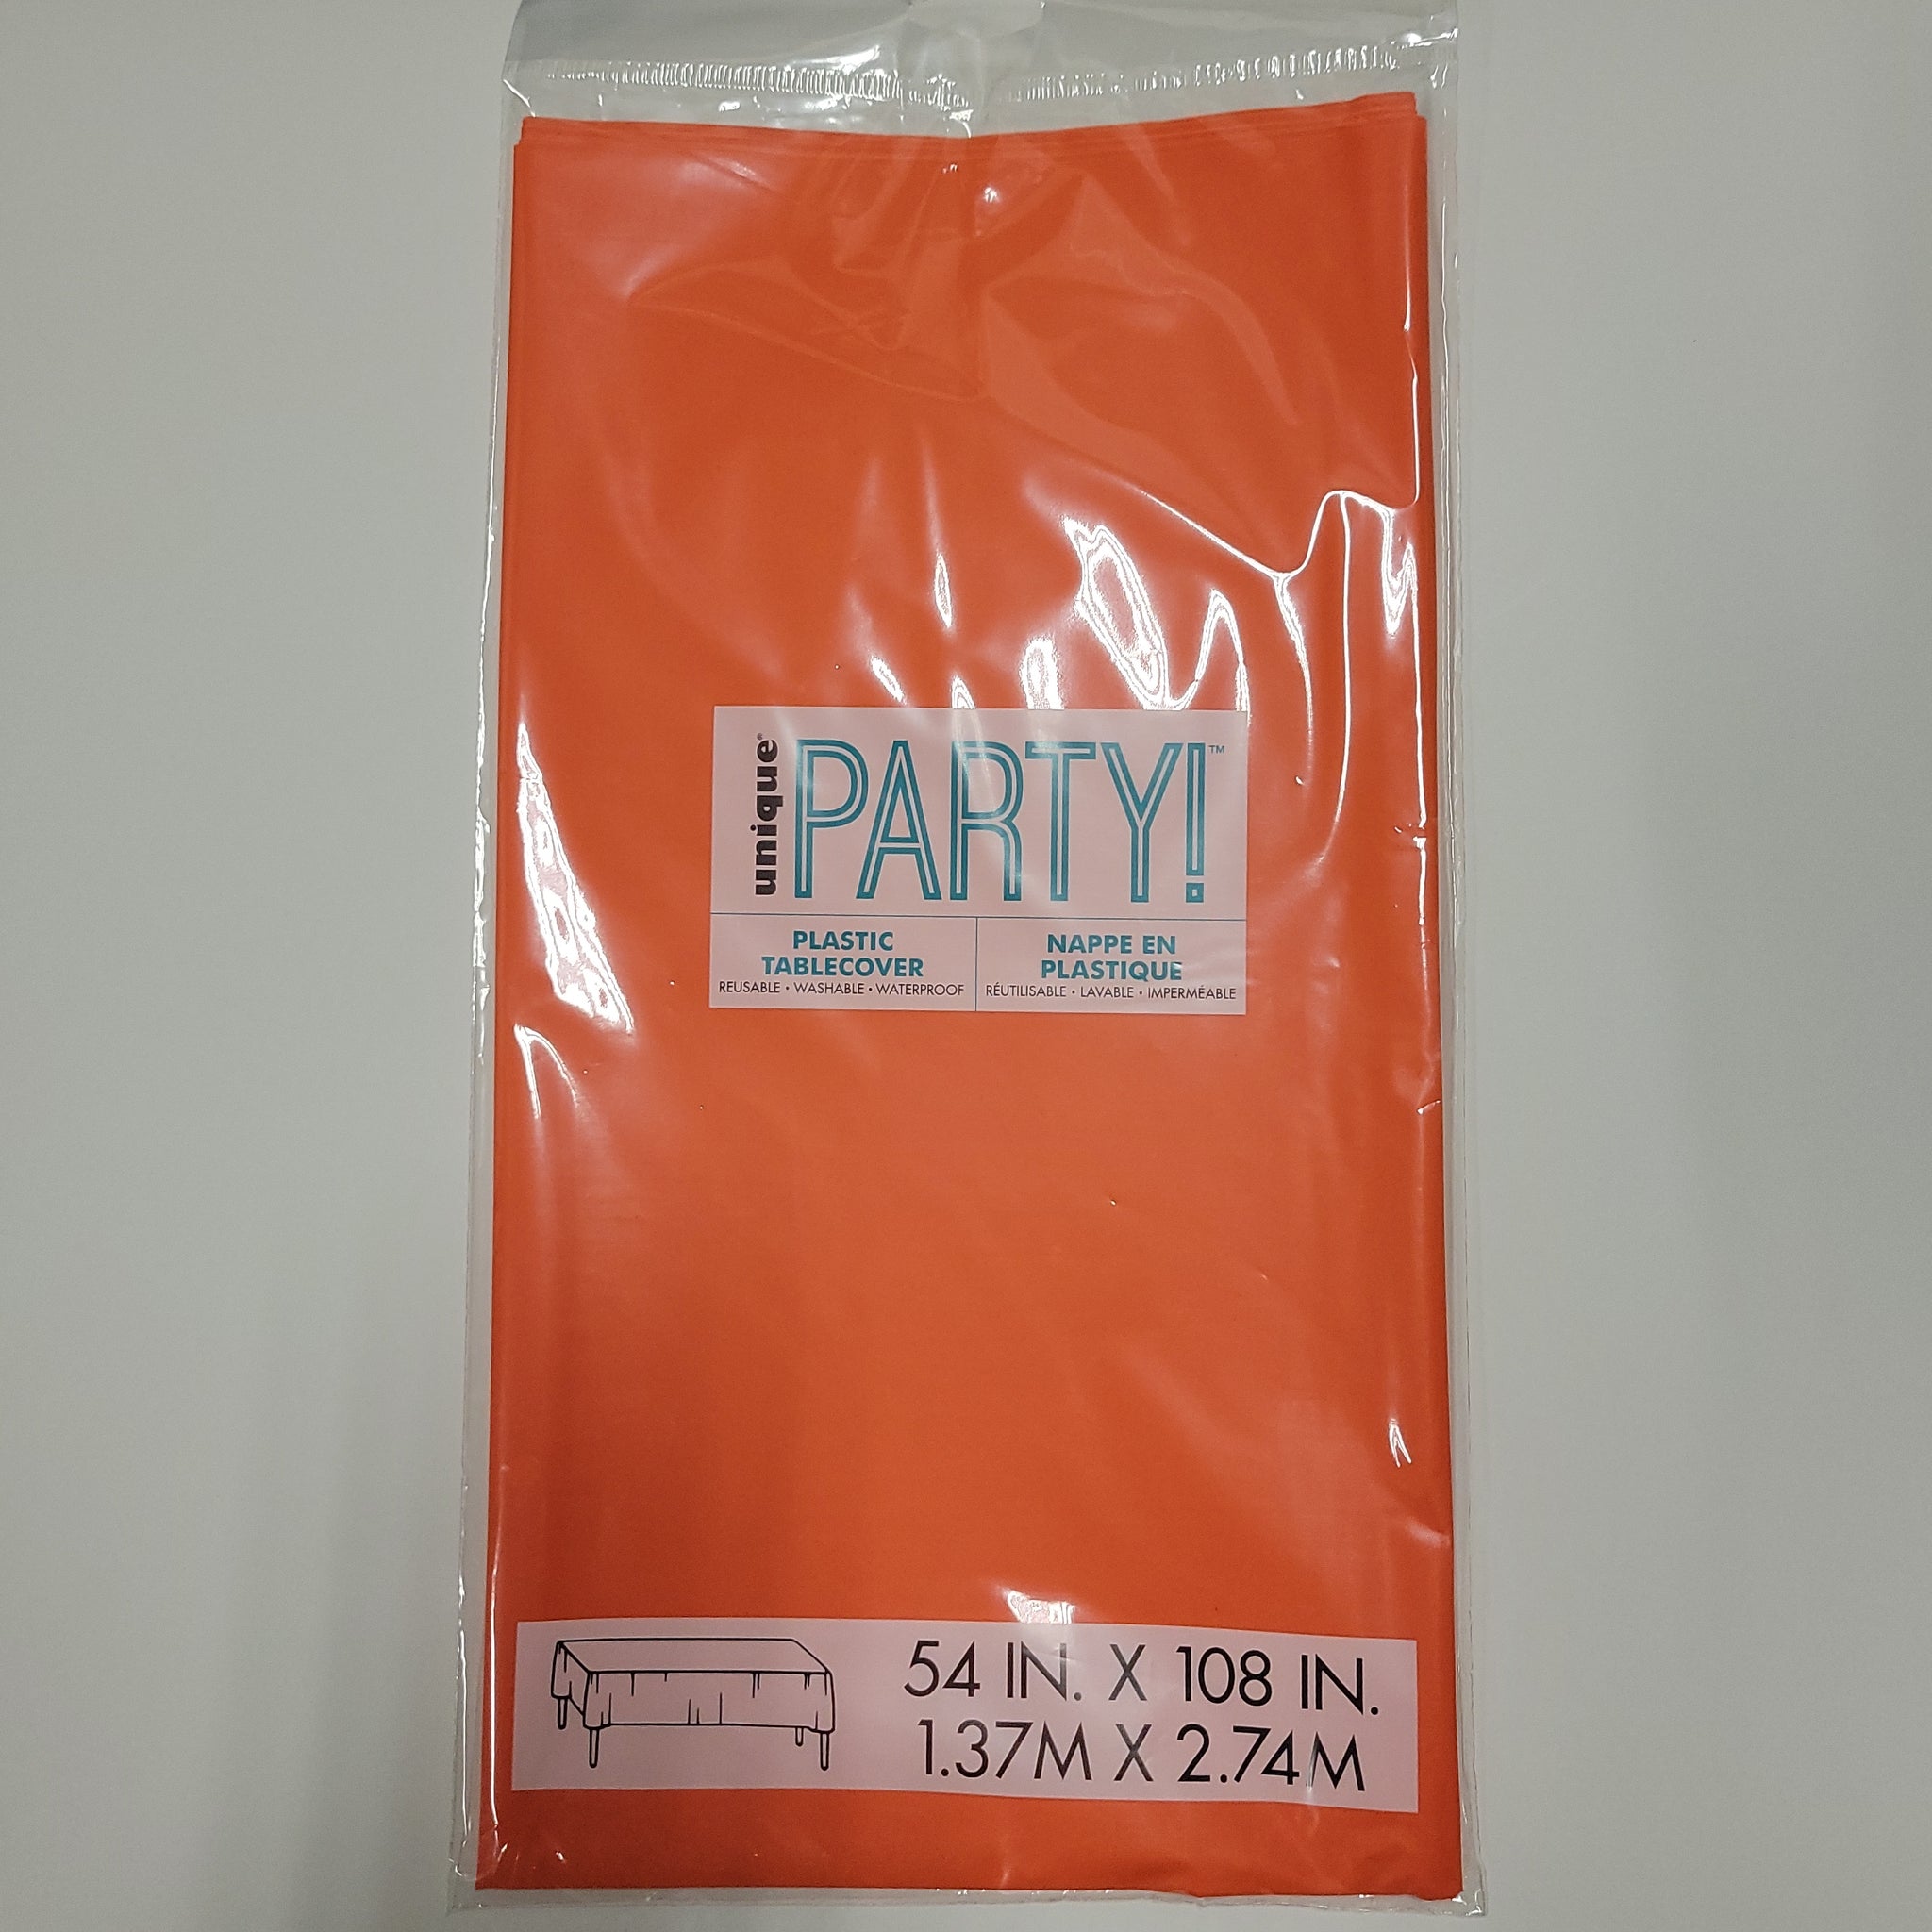 unique® PARTY!™
PLASTIC
TABLECOVER
REUSABLE • WASHABLE • WATERPROOF
NAPPE EN
PLASTIQUE
RÉUTILISABLE • LAVABLE • IMPERMÉABLE
54 IN. X 108 IN.
1.37M X 2.74M